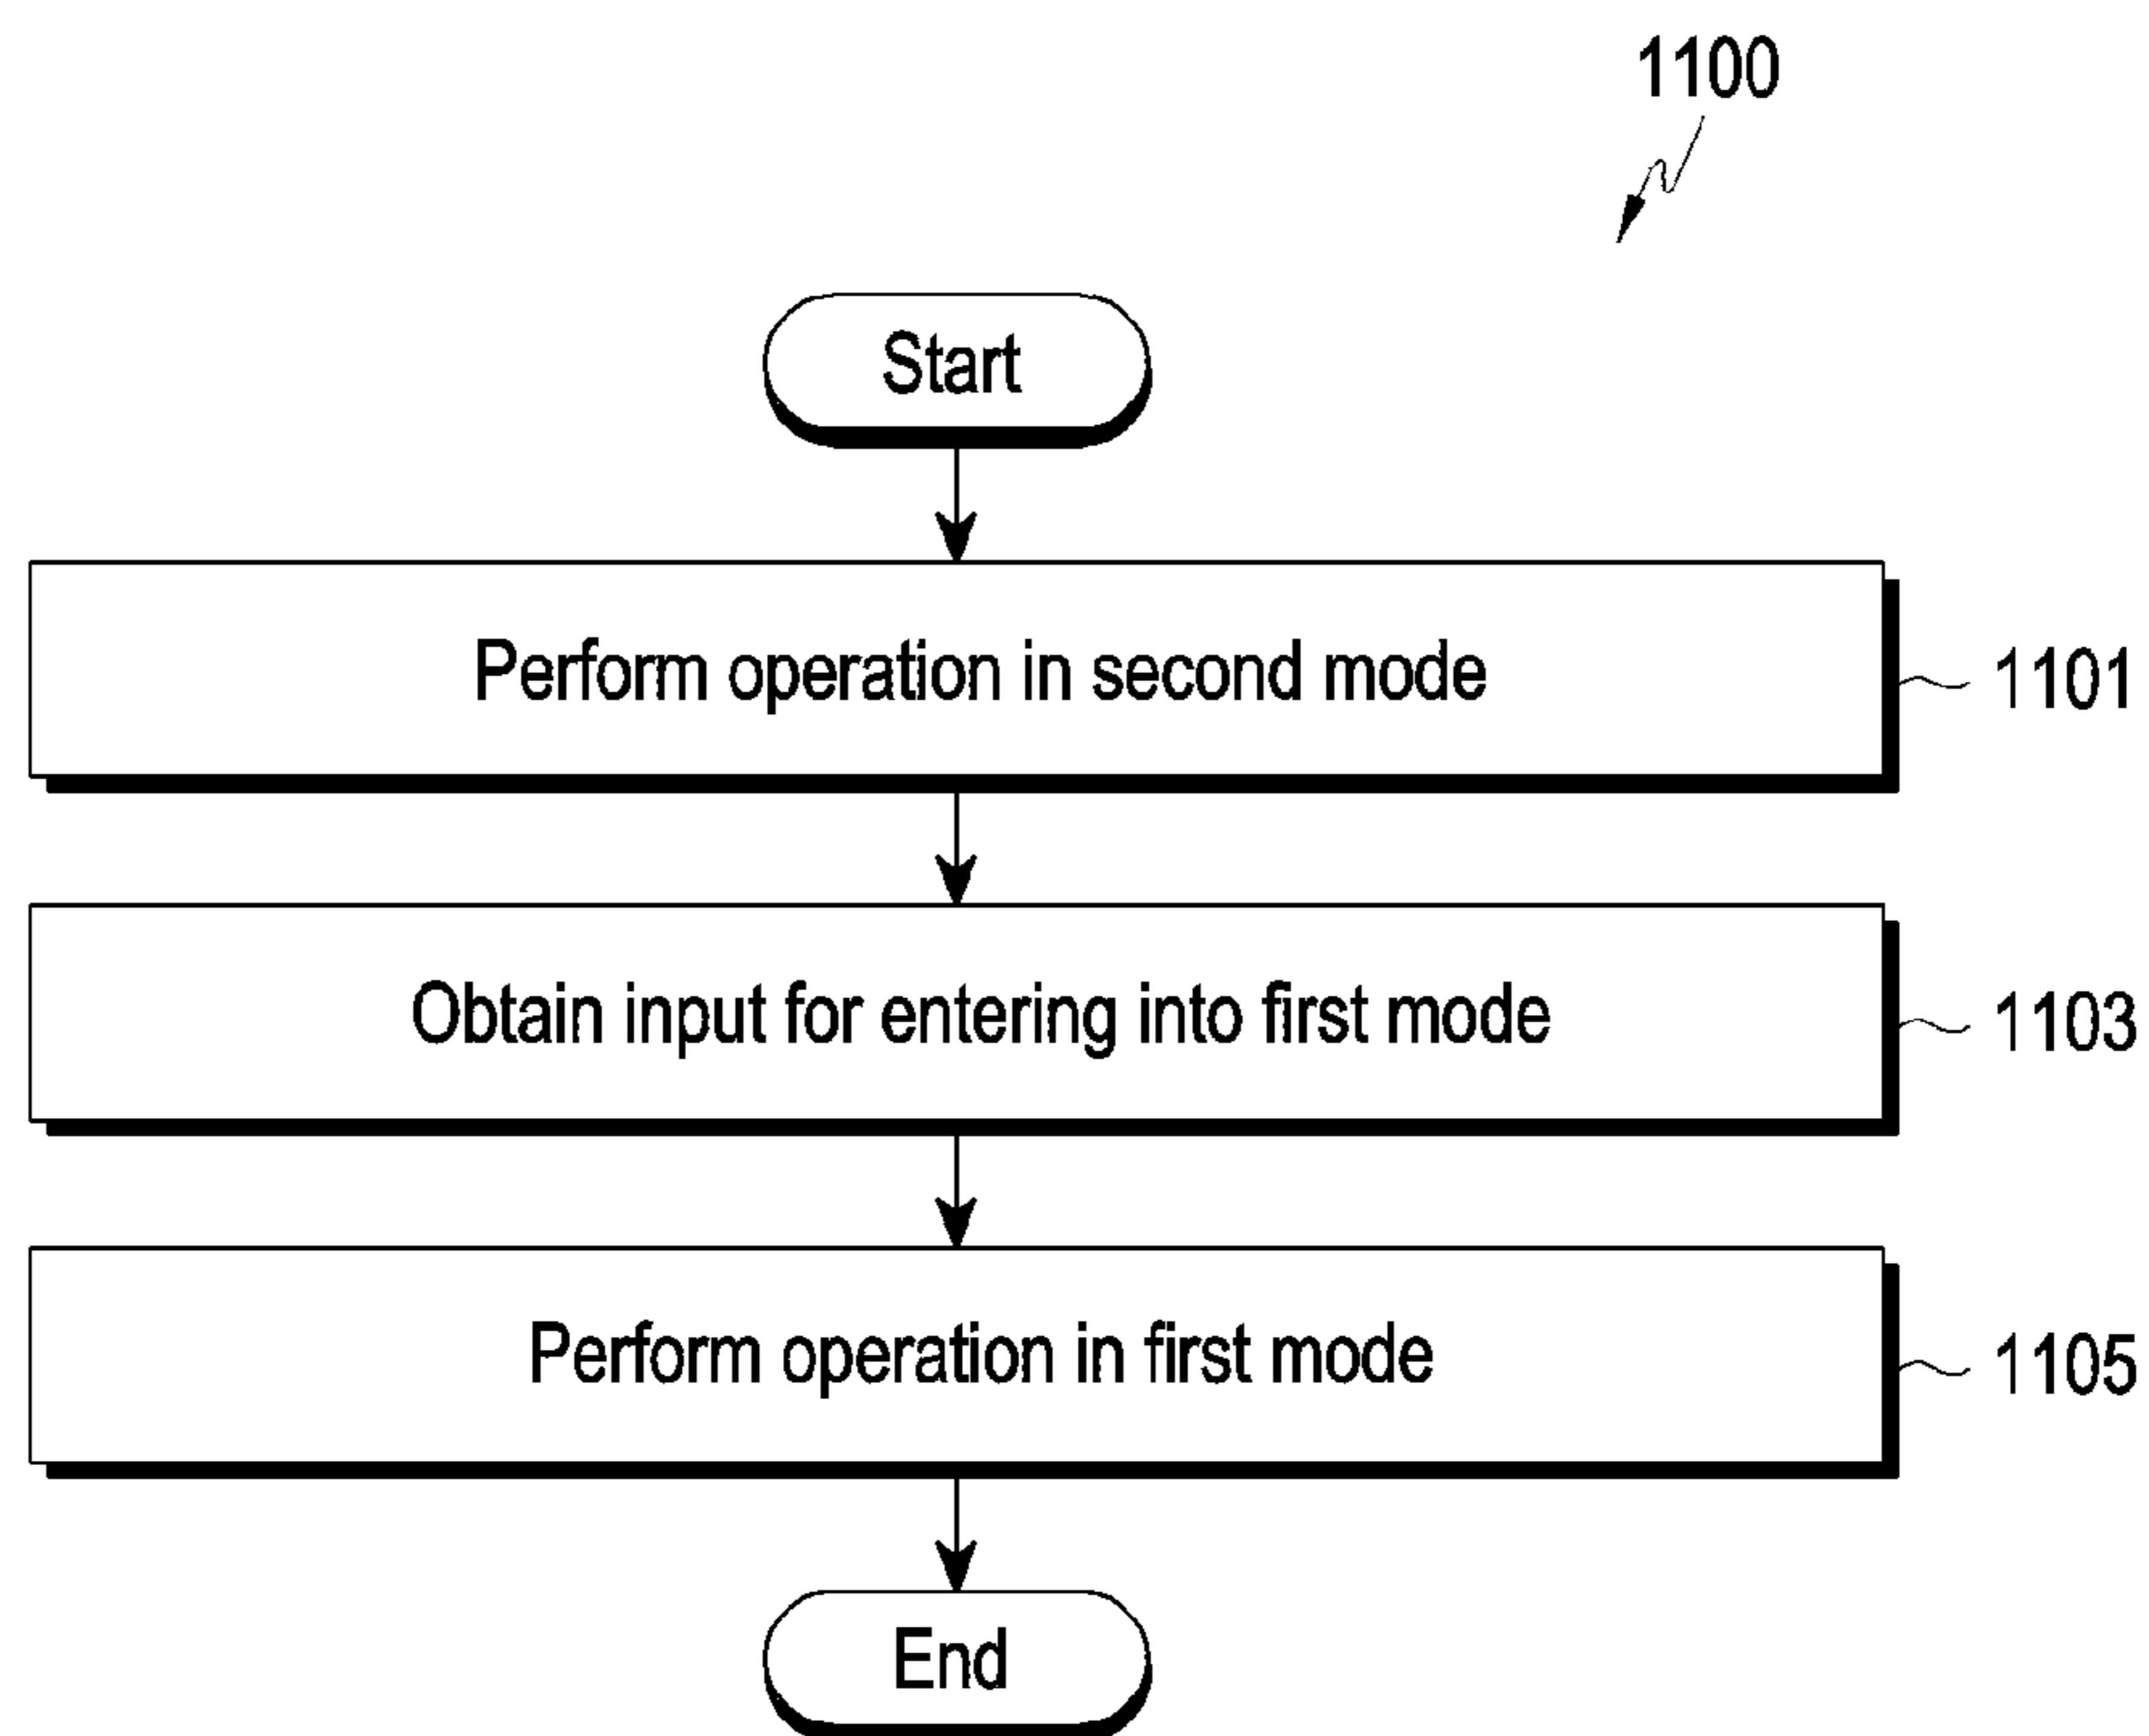 1100
Start
Perform operation in second mode
1101
Obtain input for entering into first mode
1103
Perform operation in first mode
1105
End